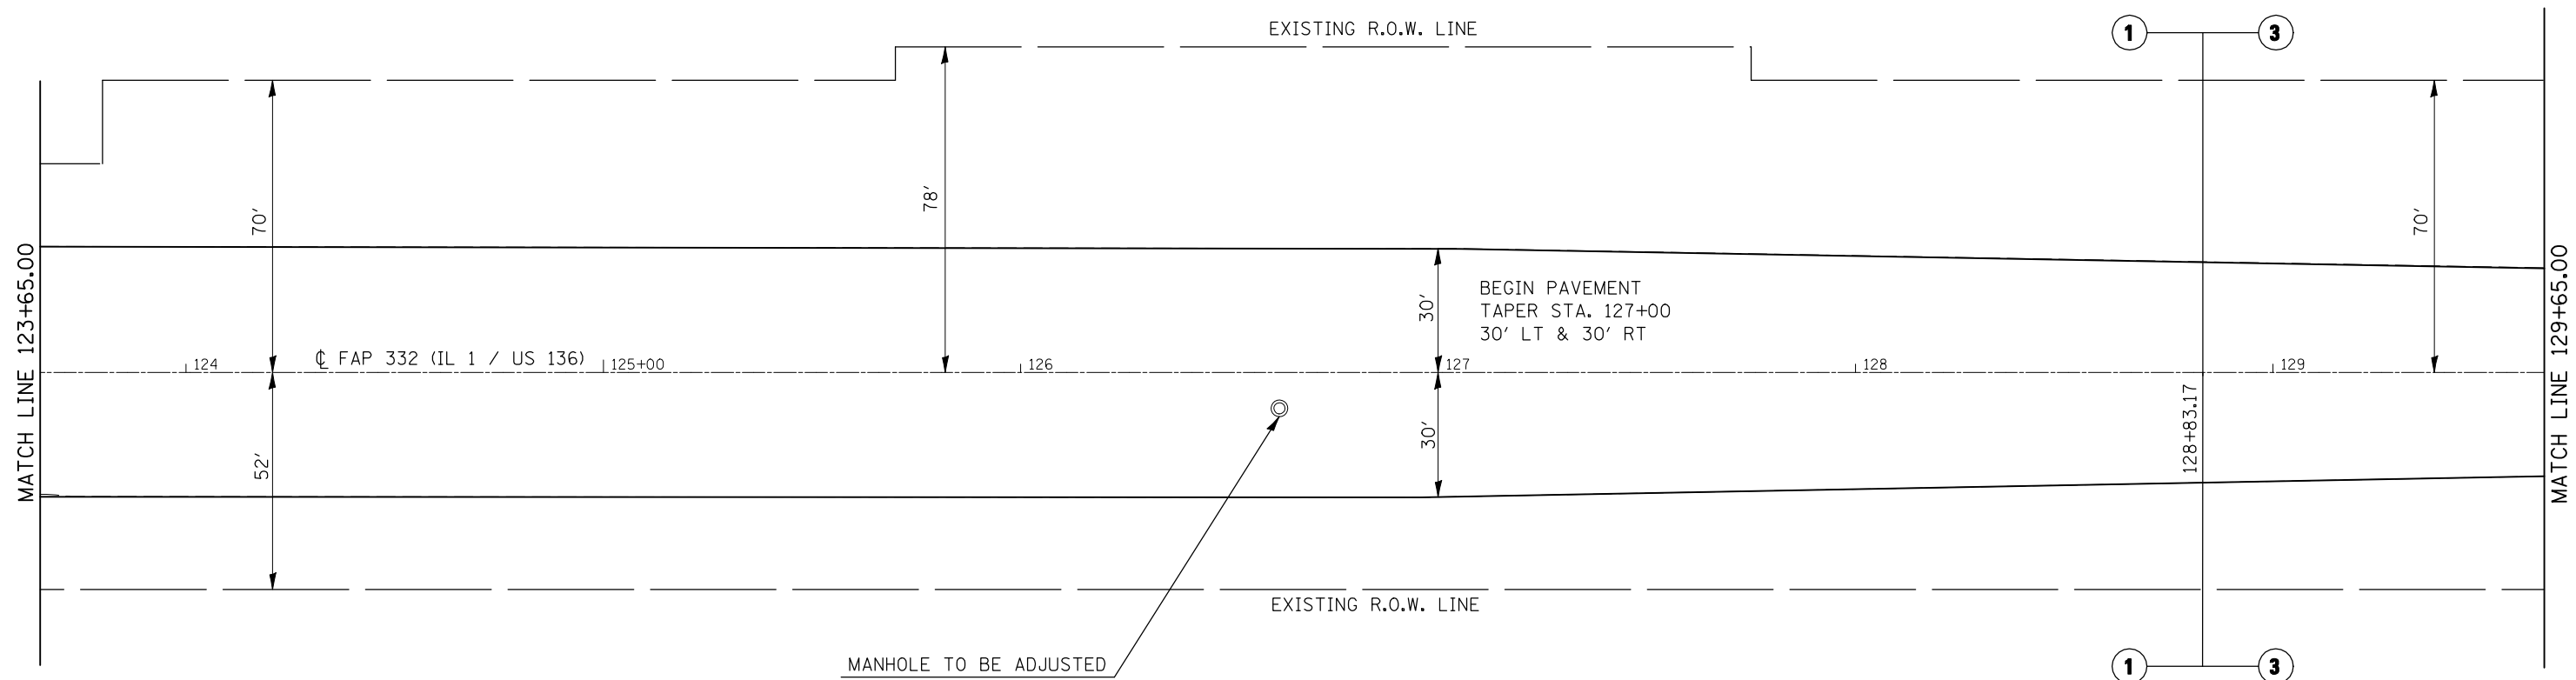 EXISTING R.O.W. LINE
1
3
78'
70'
70'
MATCH LINE 123+65.00
MATCH LINE 129+65.00
30'
BEGIN PAVEMENT
TAPER STA. 127+00
30' LT & 30' RT
℄ FAP 332 (IL 1 / US 136)
124
125+00
126
127
128
129
52'
30'
128+83.17
EXISTING R.O.W. LINE
MANHOLE TO BE ADJUSTED
1
3